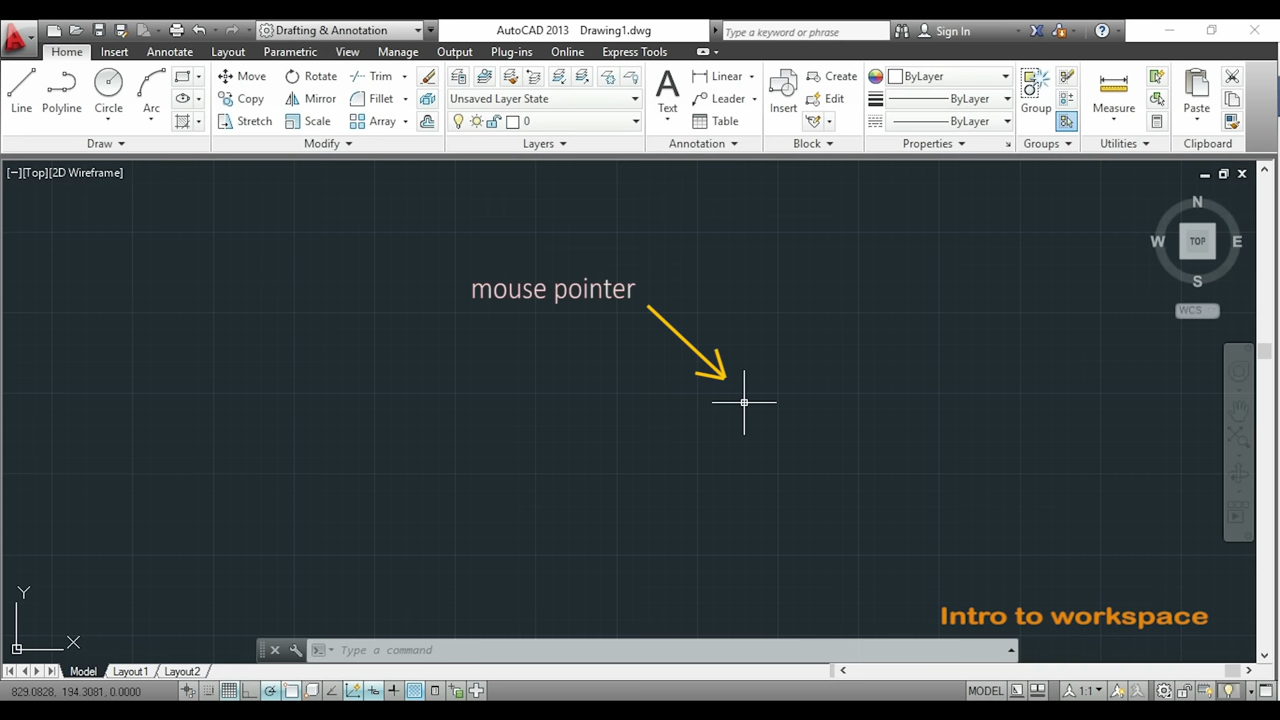 Drafting & Annotation
AutoCAD 2013 Drawing1.dwg
Type a keyword or phrase
Sign In
Home Insert Annotate Layout Parametric View Manage Output Plug-ins Online Express Tools
Line Polyline Circle Arc
Move Rotate Trim
Copy Mirror Fillet
Stretch Scale Array
Unsaved Layer State
0
Text
Linear
Leader
Table
Insert
Create
Edit
ByLayer
ByLayer
ByLayer
Group
Measure
Paste
Draw Modify Layers Annotation Block Properties Groups Utilities Clipboard
[−][Top][2D Wireframe]
N
W TOP E
S
WCS
mouse pointer
Intro to workspace
Y
X
Type a command
Model Layout1 Layout2
829.0828, 194.3081, 0.0000
MODEL
1:1